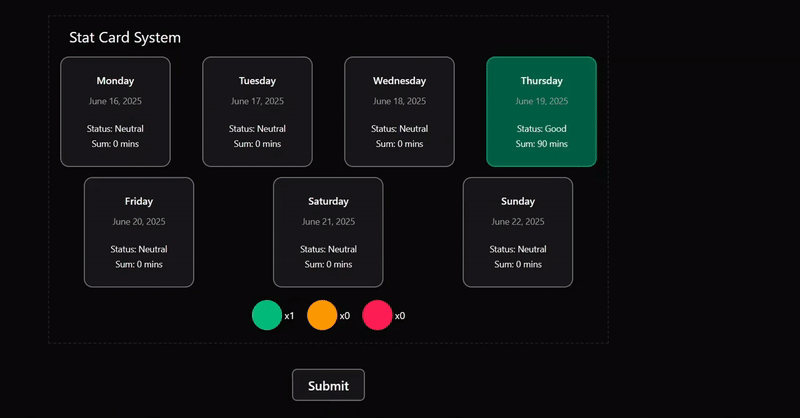 Stat Card System
Monday
June 16, 2025
Status: Neutral
Sum: 0 mins
Tuesday
June 17, 2025
Status: Neutral
Sum: 0 mins
Wednesday
June 18, 2025
Status: Neutral
Sum: 0 mins
Thursday
June 19, 2025
Status: Good
Sum: 90 mins
Friday
June 20, 2025
Status: Neutral
Sum: 0 mins
Saturday
June 21, 2025
Status: Neutral
Sum: 0 mins
Sunday
June 22, 2025
Status: Neutral
Sum: 0 mins
x1 x0 x0
Submit